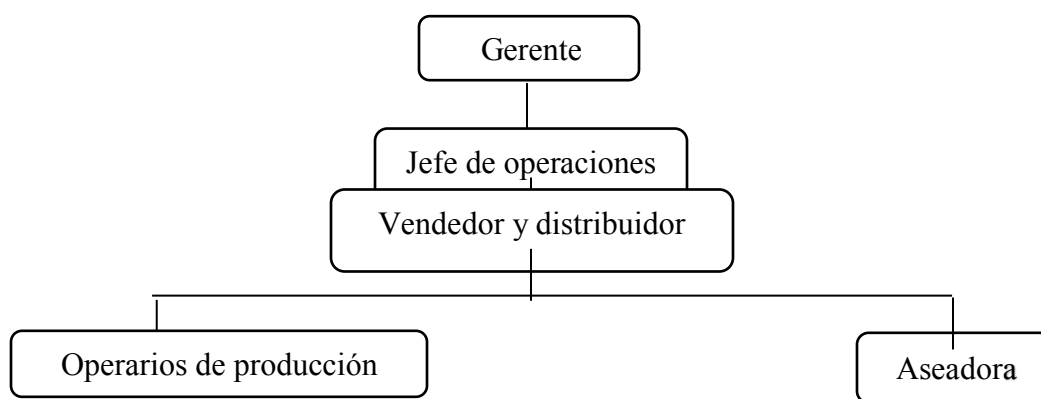 Gerente
Jefe de operaciones
Vendedor y distribuidor
Operarios de producción
Aseadora